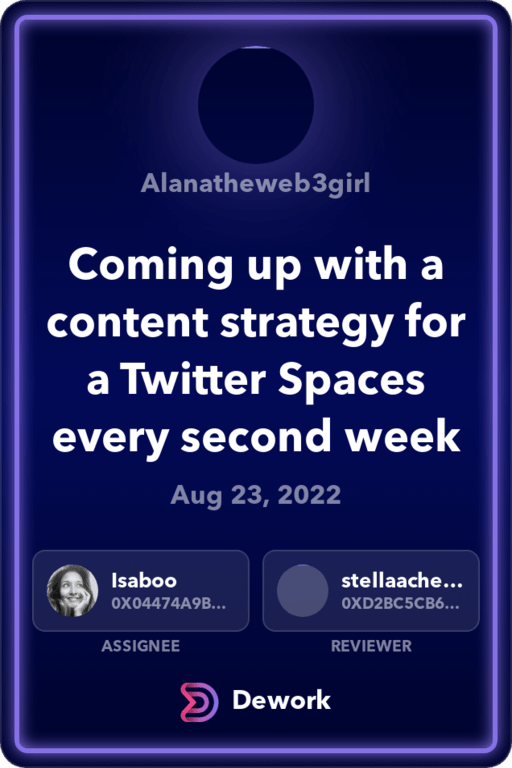 Alanatheweb3girl
Coming up with a
content strategy for
a Twitter Spaces
every second week
Aug 23, 2022
Isaboo
0X04474A9B...
stellaache...
0XD2BC5CB6...
ASSIGNEE
REVIEWER
Dework